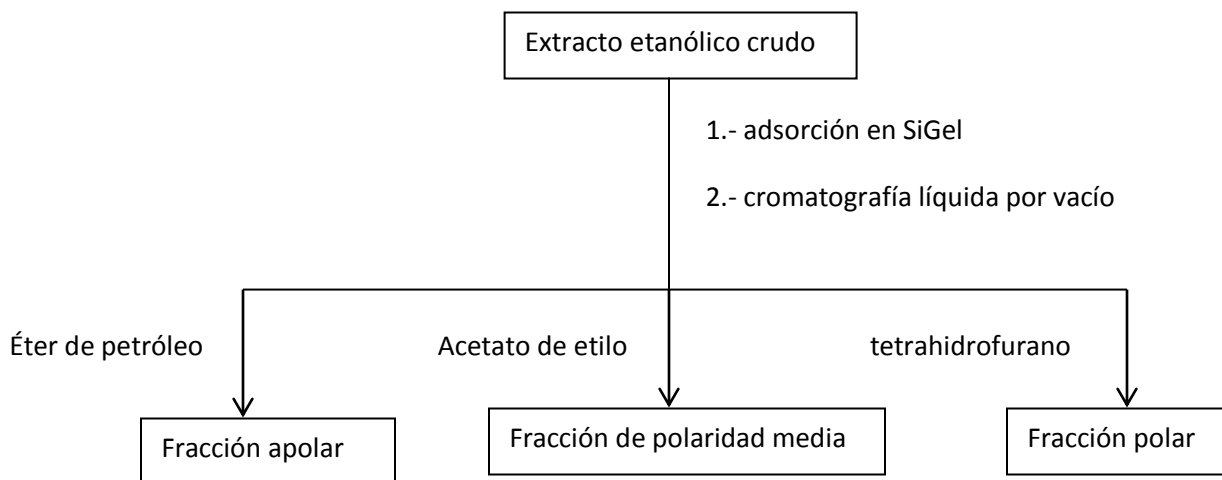 Extracto etanólico crudo
1.- adsorción en SiGel
2.- cromatografía líquida por vacío
Éter de petróleo
Acetato de etilo
tetrahidrofurano
Fracción apolar
Fracción de polaridad media
Fracción polar